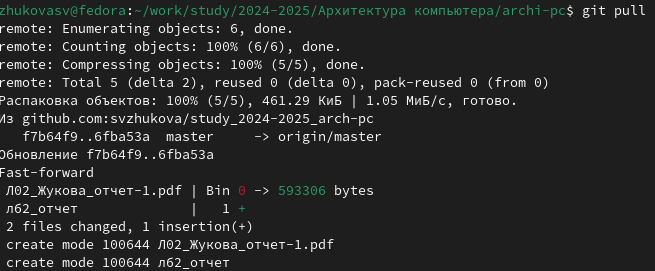 zhukovasv@fedora:~/work/study/2024-2025/Архитектура компьютера/archi-pc$ git pull
remote: Enumerating objects: 6, done.
remote: Counting objects: 100% (6/6), done.
remote: Compressing objects: 100% (5/5), done.
remote: Total 5 (delta 2), reused 0 (delta 0), pack-reused 0 (from 0)
Распаковка объектов: 100% (5/5), 461.29 КиБ | 1.05 МиБ/с, готово.
Из github.com:svzhukova/study_2024-2025_arch-pc
   f7b64f9..6fba53a  master     -> origin/master
Обновление f7b64f9..6fba53a
Fast-forward
 Л02_Жукова_отчет-1.pdf | Bin 0 -> 593306 bytes
 л62_отчет              |   1 +
 2 files changed, 1 insertion(+)
 create mode 100644 Л02_Жукова_отчет-1.pdf
 create mode 100644 л62_отчет